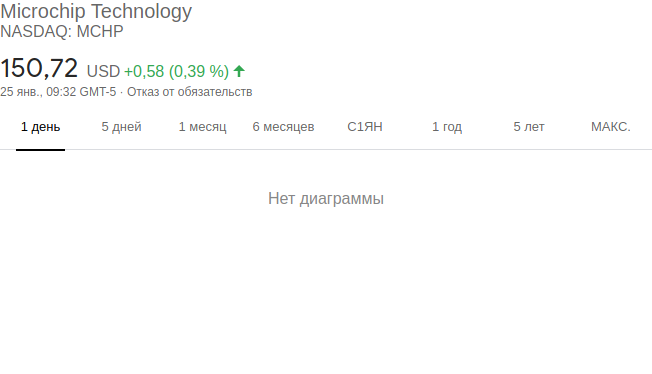 Microchip Technology
NASDAQ: MCHP
150,72 USD +0,58 (0,39 %)
25 янв., 09:32 GMT-5 · Отказ от обязательств
1 день 5 дней 1 месяц 6 месяцев С1ЯН 1 год 5 лет МАКС.
Нет диаграммы